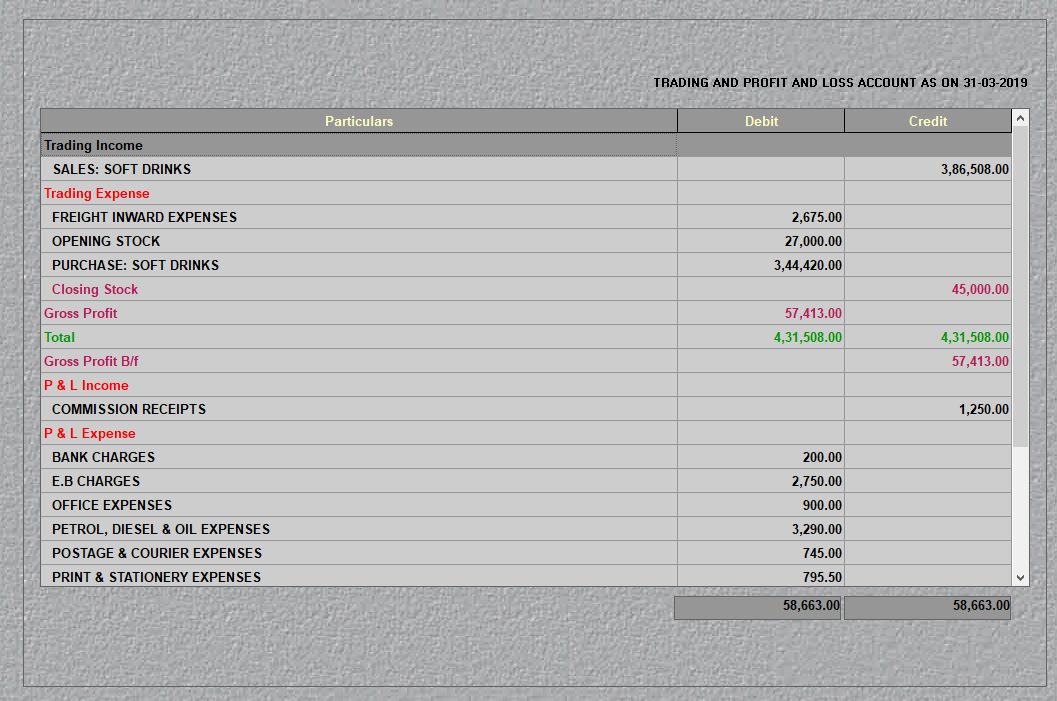 TRADING AND PROFIT AND LOSS ACCOUNT AS ON 31-03-2019
Particulars Debit Credit
Trading Income
SALES: SOFT DRINKS 3,86,508.00
Trading Expense
FREIGHT INWARD EXPENSES 2,675.00
OPENING STOCK 27,000.00
PURCHASE: SOFT DRINKS 3,44,420.00
Closing Stock 45,000.00
Gross Profit 57,413.00
Total 4,31,508.00 4,31,508.00
Gross Profit B/f 57,413.00
P & L Income
COMMISSION RECEIPTS 1,250.00
P & L Expense
BANK CHARGES 200.00
E.B CHARGES 2,750.00
OFFICE EXPENSES 900.00
PETROL, DIESEL & OIL EXPENSES 3,290.00
POSTAGE & COURIER EXPENSES 745.00
PRINT & STATIONERY EXPENSES 795.50
58,663.00 58,663.00